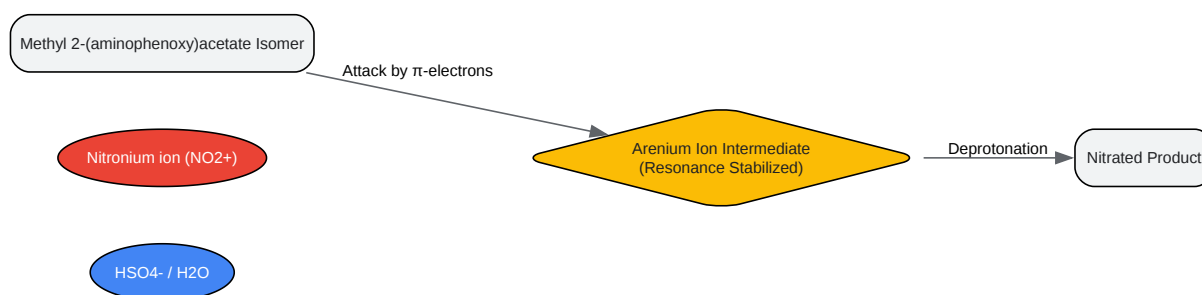 Methyl 2-(aminophenoxy)acetate Isomer
Attack by π-electrons
Nitronium ion (NO2+)
Arenium Ion Intermediate
(Resonance Stabilized)
Deprotonation
Nitrated Product
HSO4- / H2O